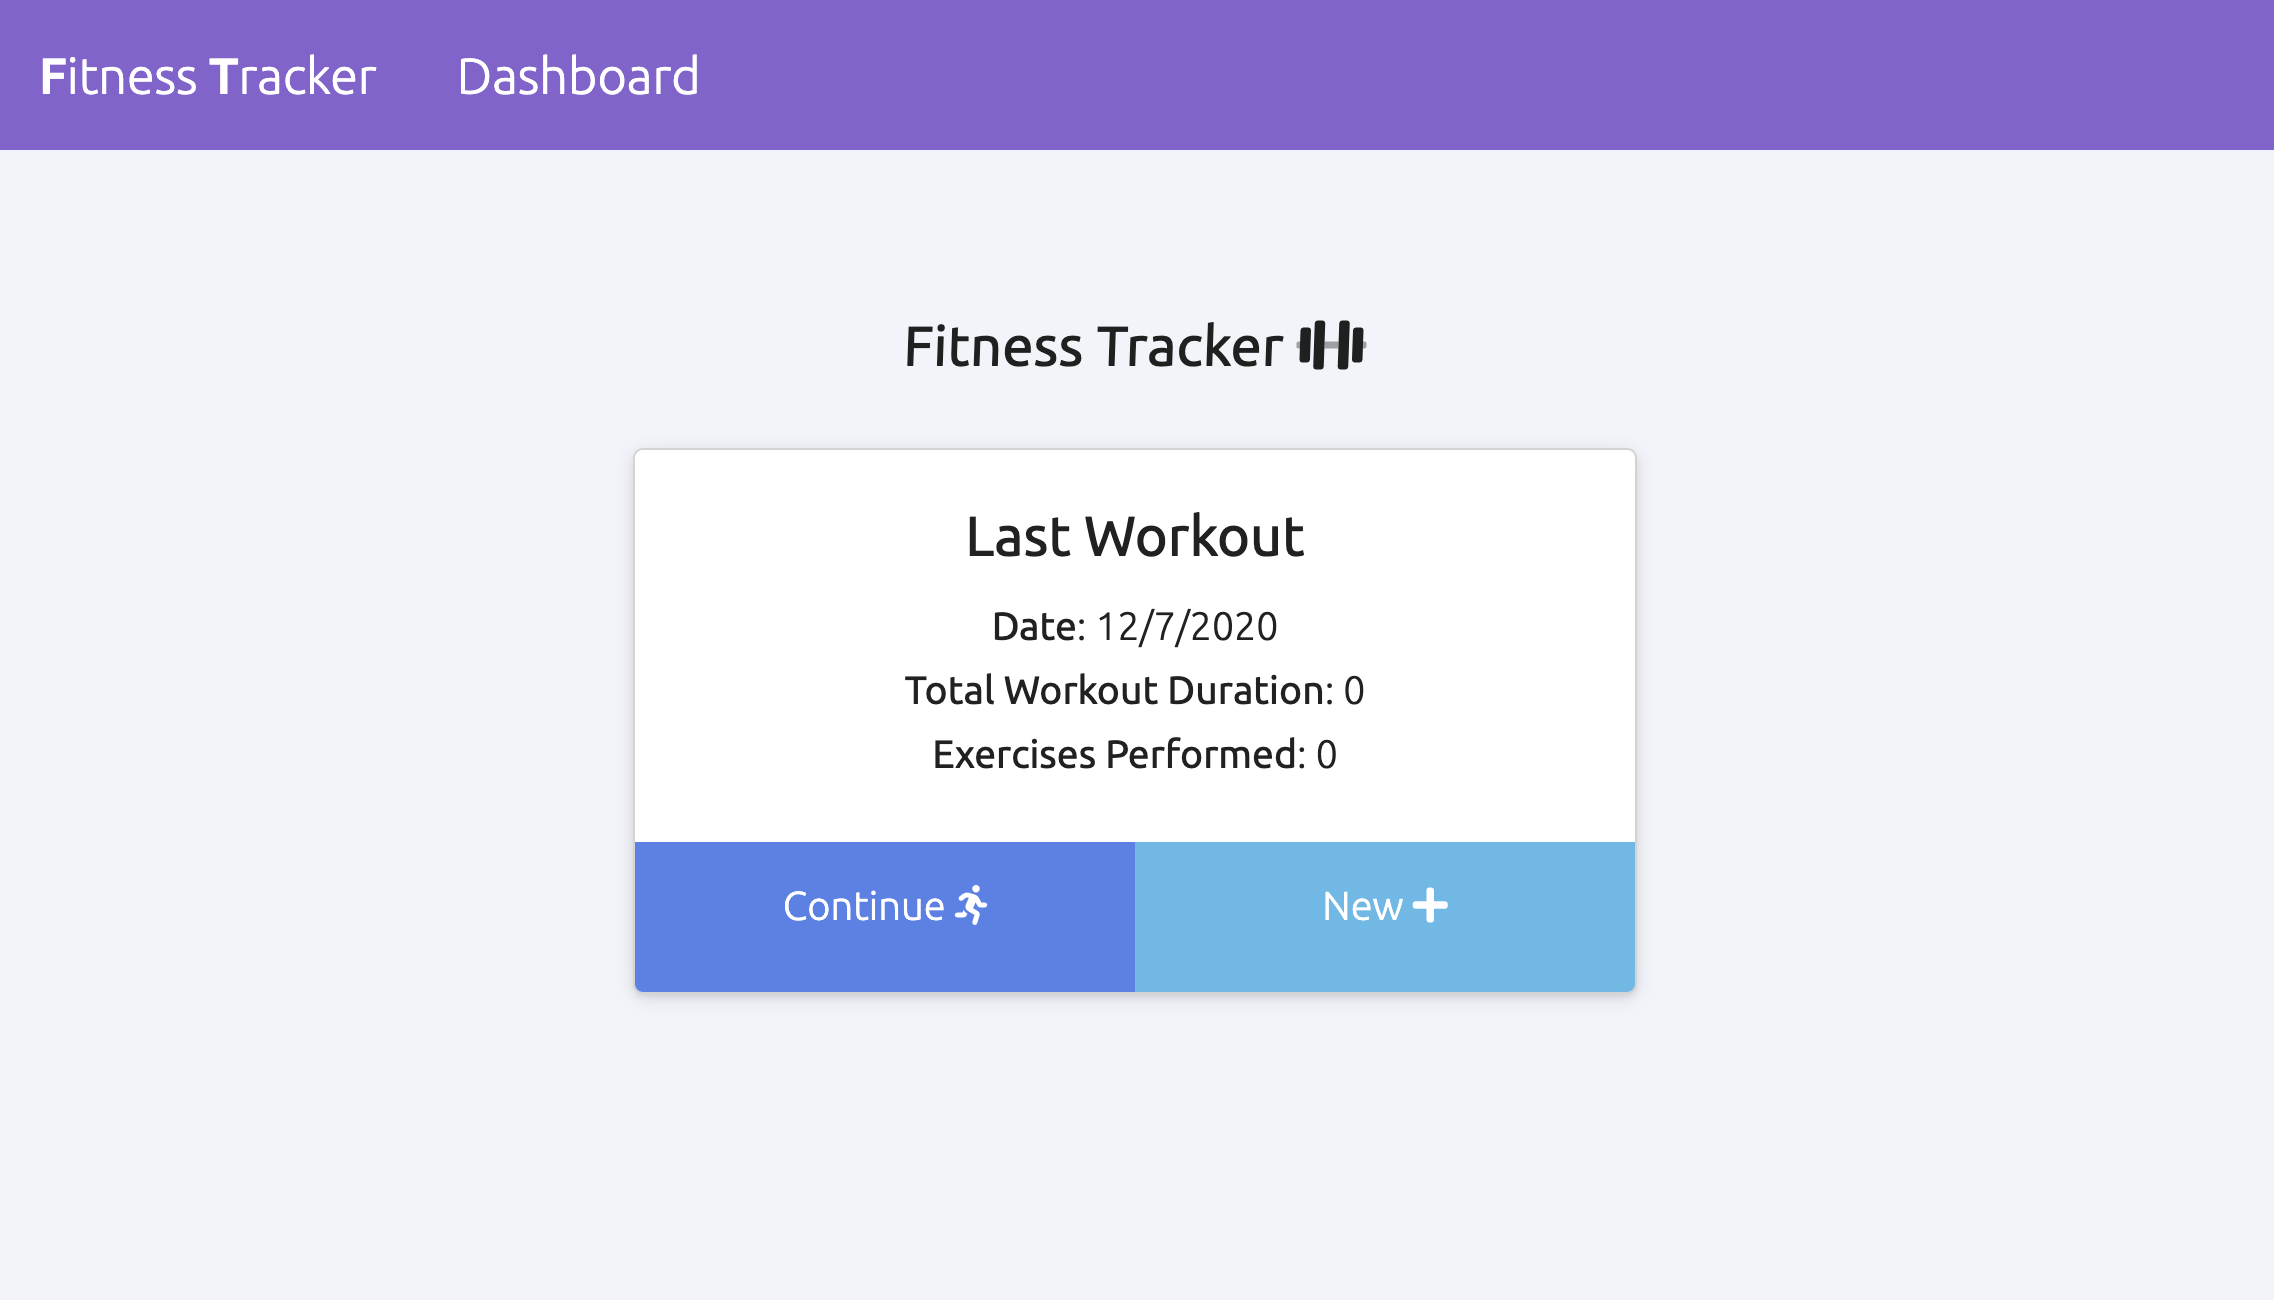 Fitness Tracker Dashboard
Fitness Tracker
Last Workout
Date: 12/7/2020
Total Workout Duration: 0
Exercises Performed: 0
Continue New